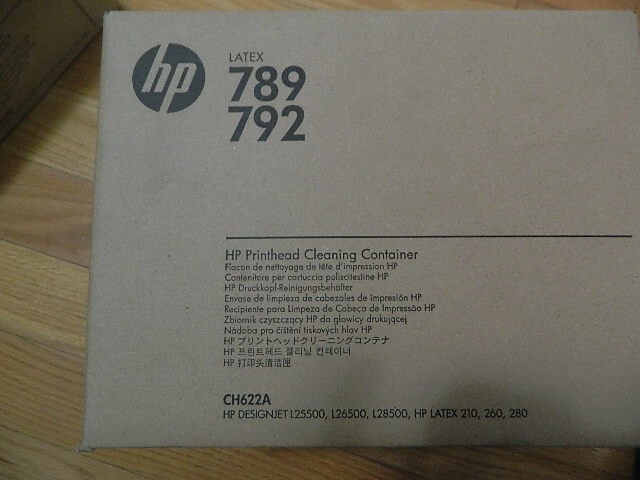 hp
LATEX
789
792
HP Printhead Cleaning Container
Flacon de nettoyage de tête d'impression HP
Contenitore per cartuccia puliscitestine HP
HP Druckkopf-Reinigungsbehälter
Envase de limpieza de cabezales de impresión HP
Recipiente para Limpeza de Cabeça de Impressão HP
Zbiornik czyszczący HP do głowicy drukującej
Nádoba pro čištění tiskových hlav HP
HP プリントヘッドクリーニングコンテナ
HP 프린트헤드 클리닝 컨테이너
HP 打印头清洁匣
CH622A
HP DESIGNJET L25500, L26500, L28500, HP LATEX 210, 260, 280